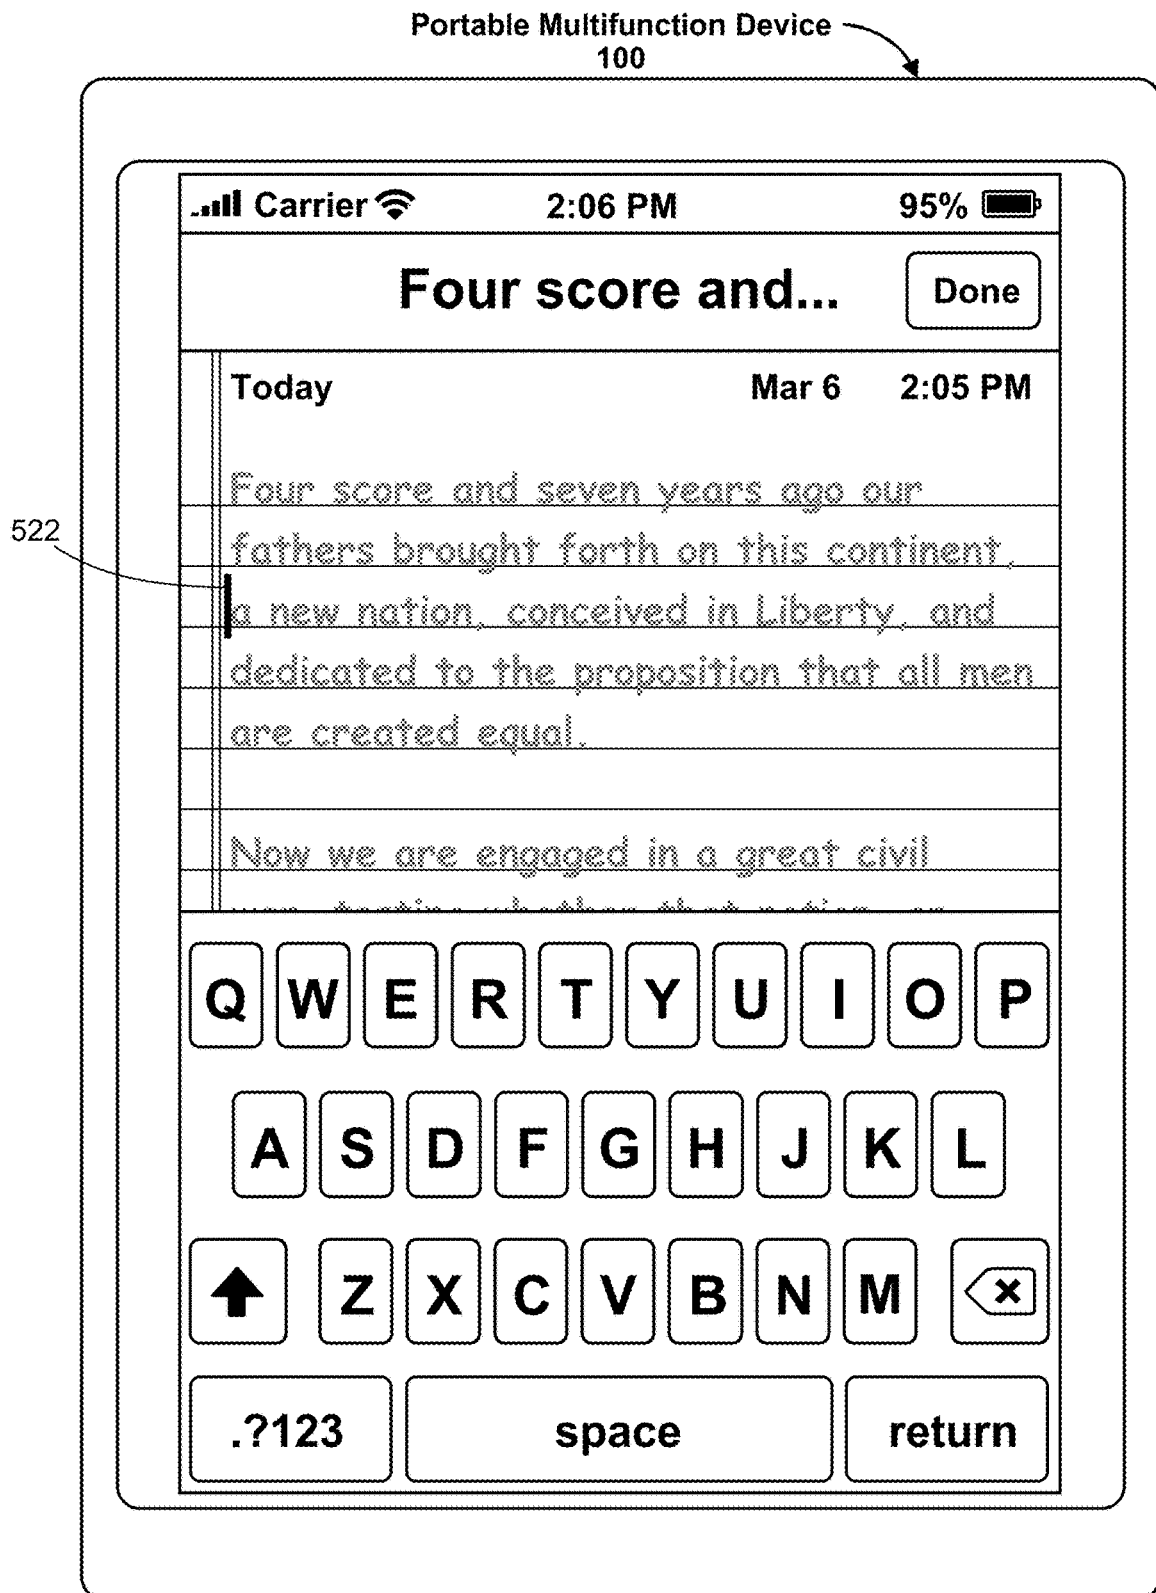 Portable Multifunction Device
100
Carrier 2:06 PM 95%
Four score and... Done
Today Mar 6 2:05 PM
Four score and seven years ago our
fathers brought forth on this continent,
522
a new nation, conceived in Liberty, and
dedicated to the proposition that all men
are created equal.
Now we are engaged in a great civil
Q W E R T Y U I O P
A S D F G H J K L
Z X C V B N M
.?123 space return